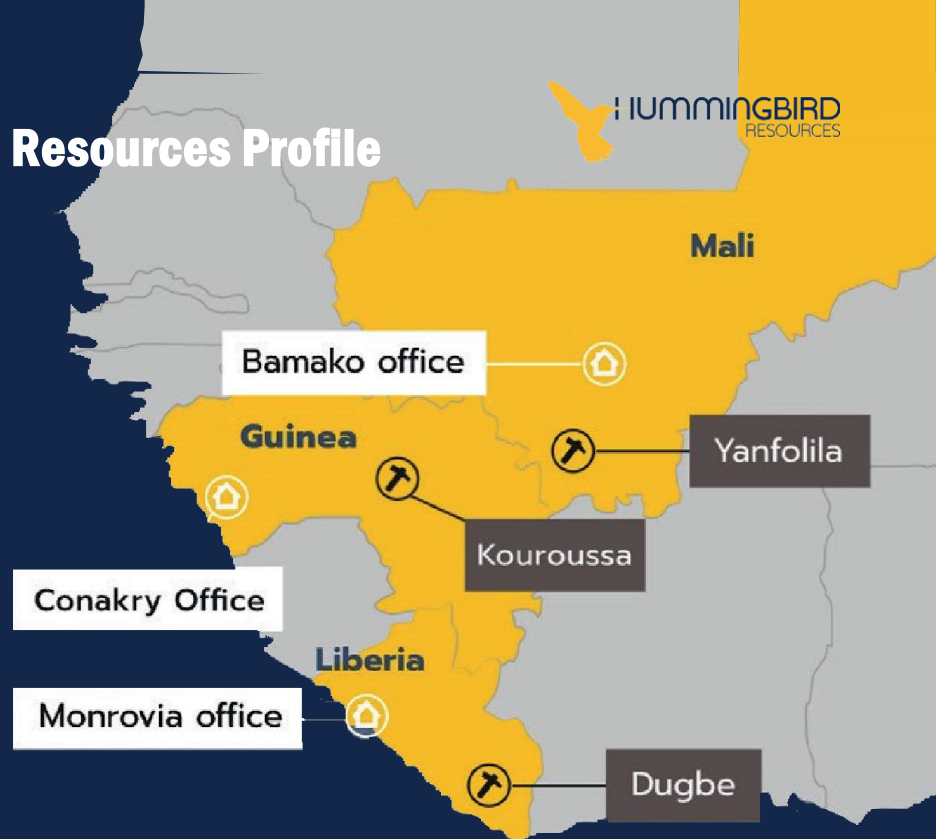 HUMMINGBIRD
RESOURCES
Resources Profile
Mali
Bamako office
Guinea
Yanfolila
Kouroussa
Conakry Office
Liberia
Monrovia office
Dugbe